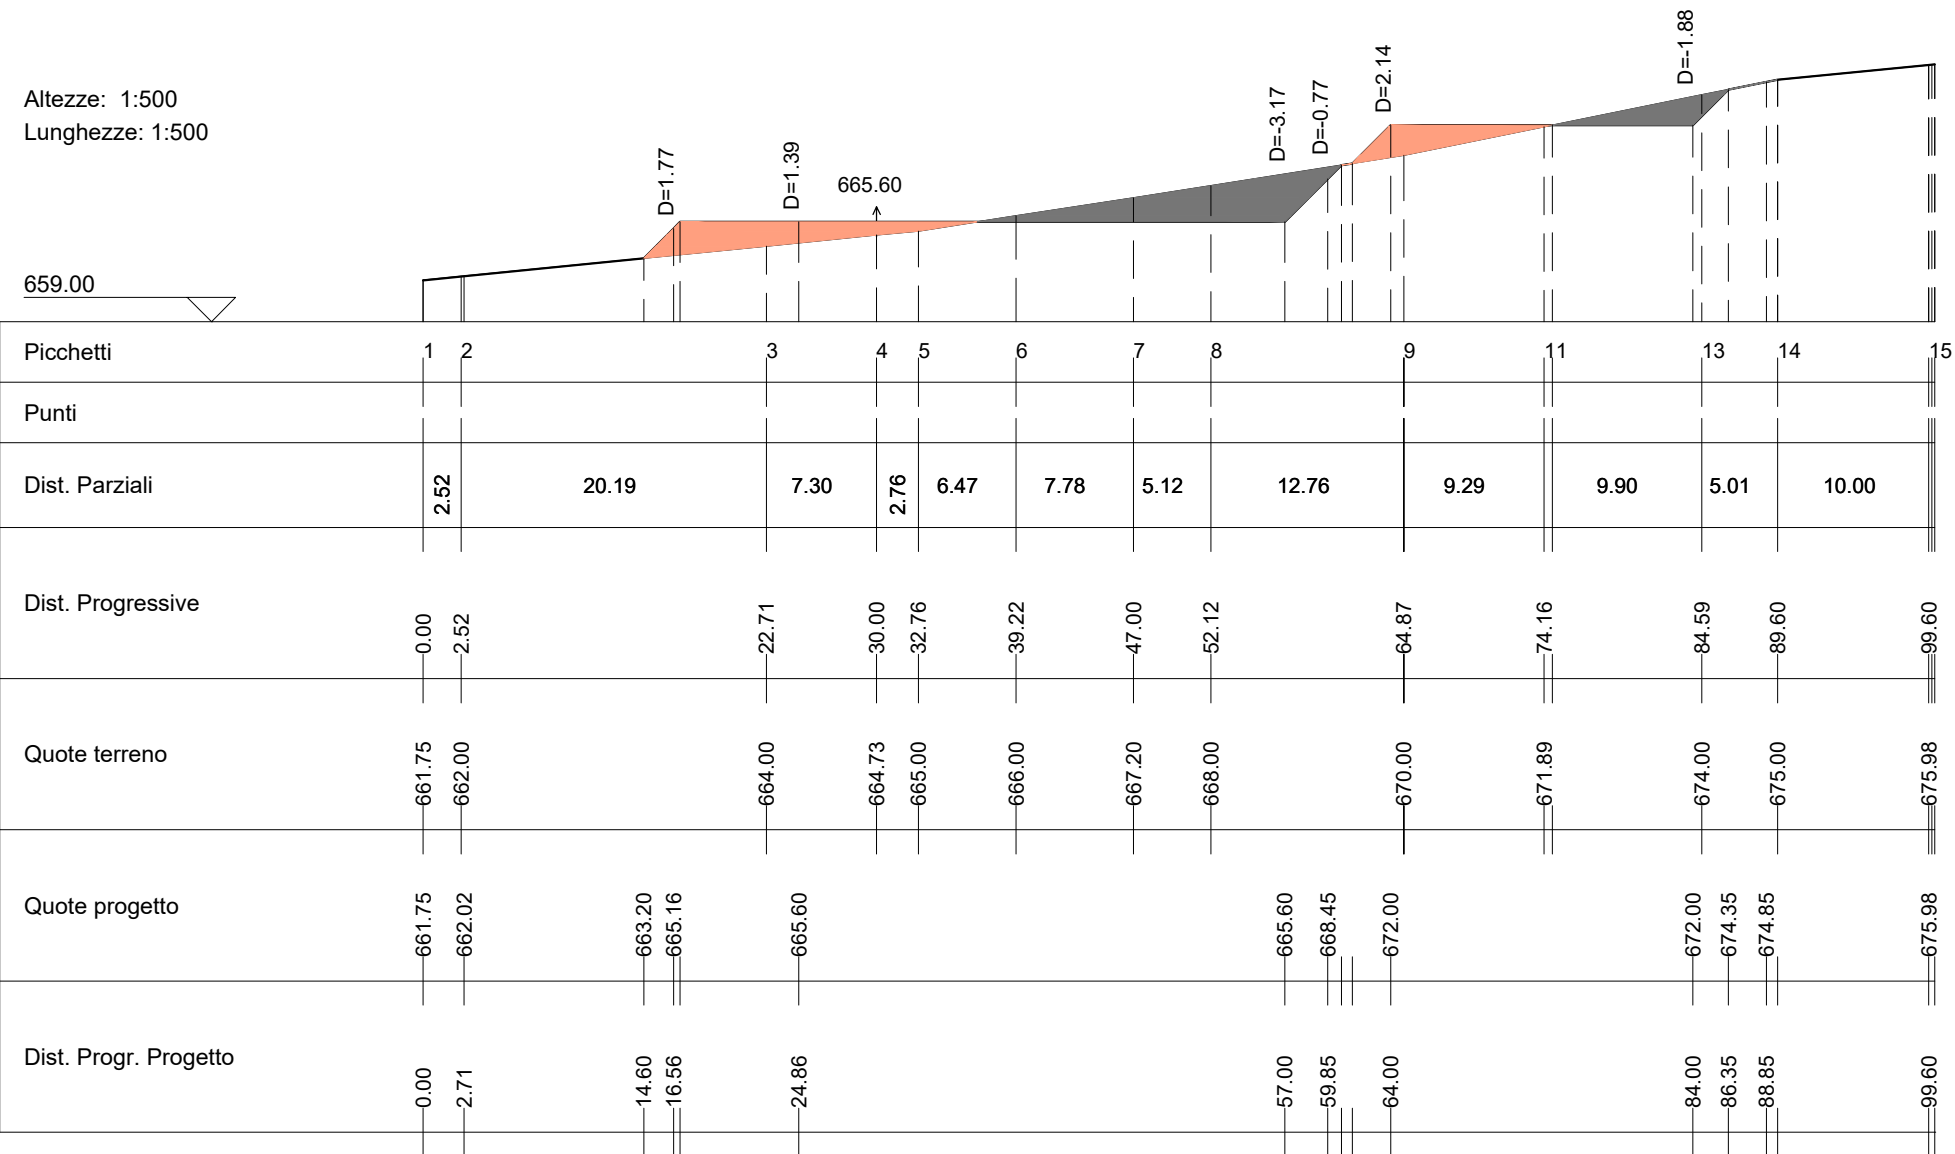 D=-1.88
D=2.14
D=-0.77
D=-3.17
D=1.39
D=1.77
665.60
Altezze: 1:500
Lunghezze: 1:500
659.00
Picchetti 1 2 3 4 5 6 7 8 9 11 13 14 15
Punti
Dist. Parziali 2.52 20.19 7.30 2.76 6.47 7.78 5.12 12.76 9.29 9.90 5.01 10.00
Dist. Progressive 0.00 2.52 22.71 30.00 32.76 39.22 47.00 52.12 64.87 74.16 84.59 89.60 99.60
Quote terreno 661.75 662.00 664.00 664.73 665.00 666.00 667.20 668.00 670.00 671.89 674.00 675.00 675.98
Quote progetto 661.75 662.02 663.20 665.16 665.60 665.60 668.45 672.00 672.00 674.35 674.85 675.98
Dist. Progr. Progetto 0.00 2.71 14.60 16.56 24.86 57.00 59.85 64.00 84.00 86.35 88.85 99.60